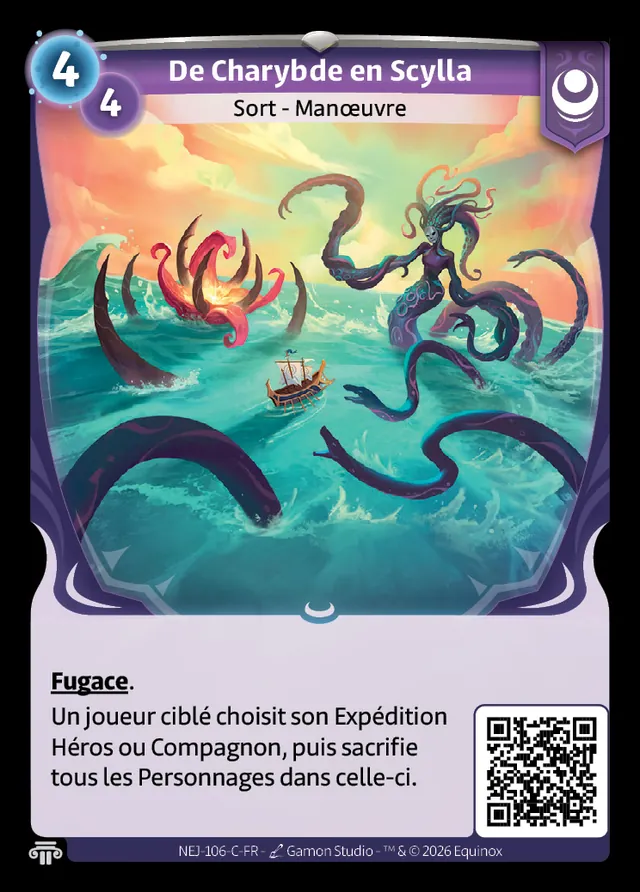 4
4
De Charybde en Scylla
Sort - Manœuvre
Fugace.
Un joueur ciblé choisit son Expédition
Héros ou Compagnon, puis sacrifie
tous les Personnages dans celle-ci.
NEJ-106-C-FR - Gamon Studio - ™ & © 2026 Equinox